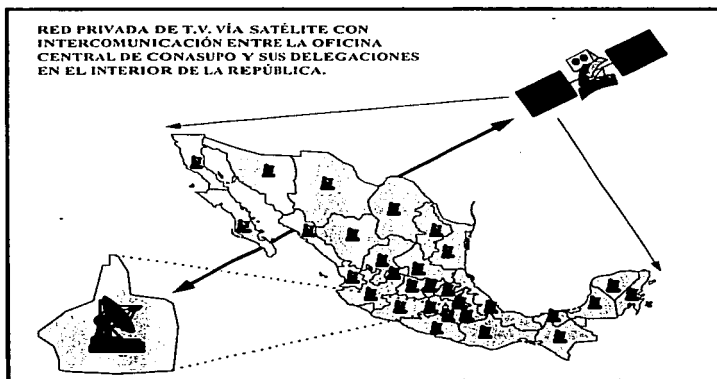 RED PRIVADA DE T.V. VÍA SATÉLITE CON
INTERCOMUNICACIÓN ENTRE LA OFICINA
CENTRAL DE CONASUPO Y SUS DELEGACIONES
EN EL INTERIOR DE LA REPÚBLICA.